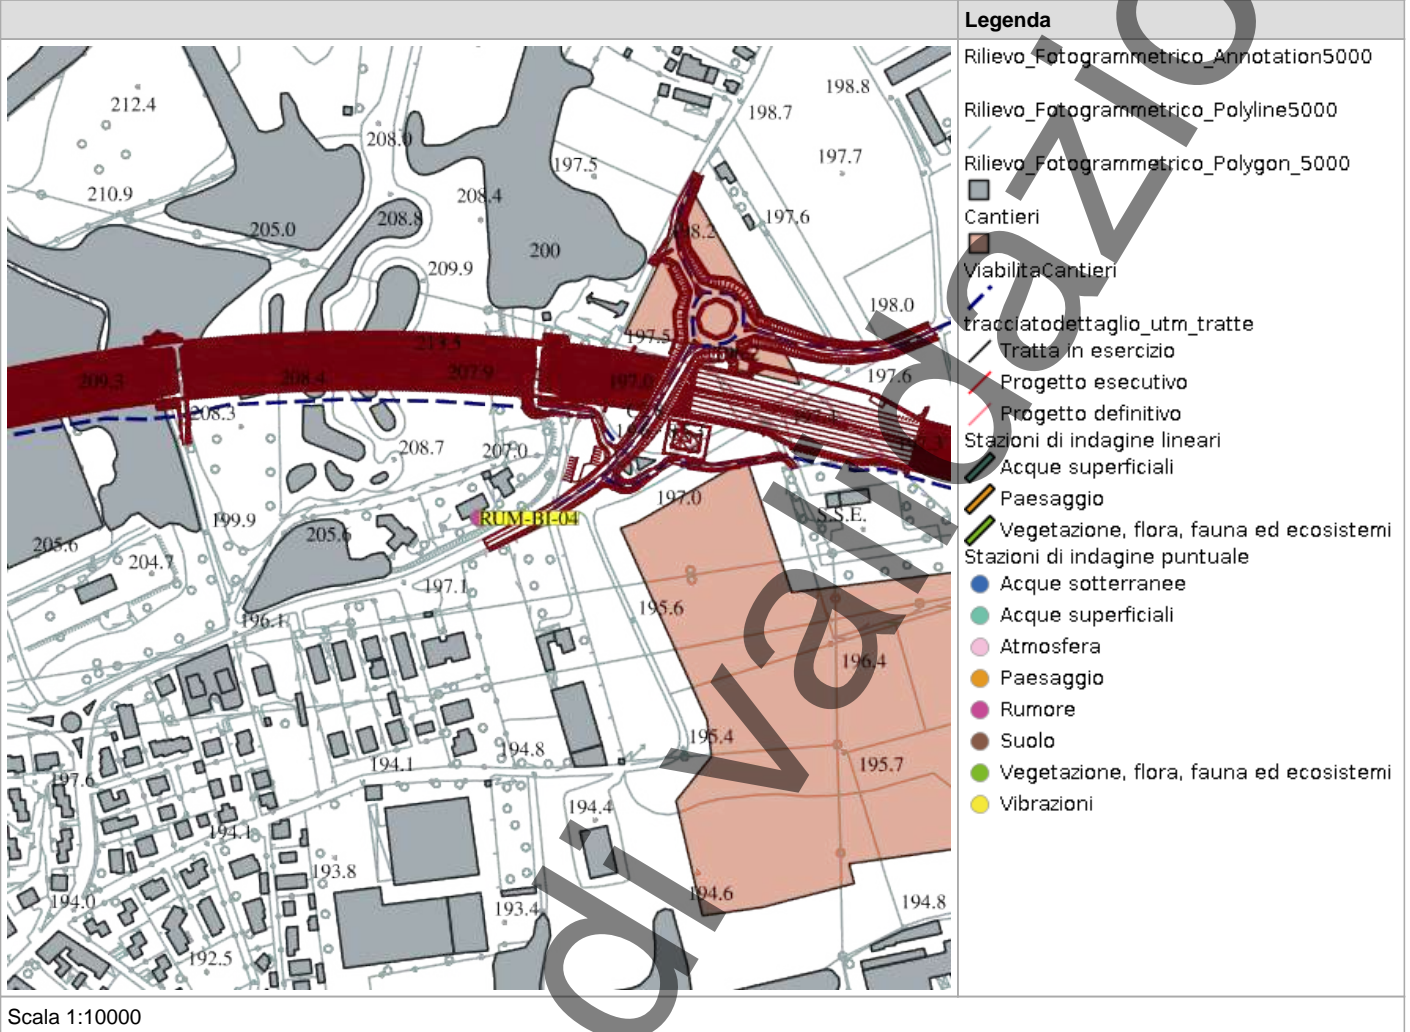 Legenda
Rilievo_Fotogrammetrico_Annotation5000
Rilievo_Fotogrammetrico_Polyline5000
Rilievo_Fotogrammetrico_Polygon_5000
Cantieri
ViabilitaCantieri
tracciatodettaglio_utm_tratte
Tratta in esercizio
Progetto esecutivo
Progetto definitivo
Stazioni di indagine lineari
Acque superficiali
Paesaggio
Vegetazione, flora, fauna ed ecosistemi
Stazioni di indagine puntuale
Acque sotterranee
Acque superficiali
Atmosfera
Paesaggio
Rumore
Suolo
Vegetazione, flora, fauna ed ecosistemi
Vibrazioni
212.4
208.0
198.8
198.7
197.5
197.7
210.9
208.4
208.8
197.6
205.0
200
209.9
198.0
197.5
213.5
209.3
208.4
207.9
197.0
197.6
208.3
208.7
207.0
197.0
RUM-BI-04
S.S.E.
199.9
205.6
205.6
204.7
197.1
196.1
195.6
196.4
195.4
194.8
194.1
195.7
197.6
194.4
194.1
193.8
194.6
194.0
193.4
194.8
192.5
di validazio
Scala 1:10000